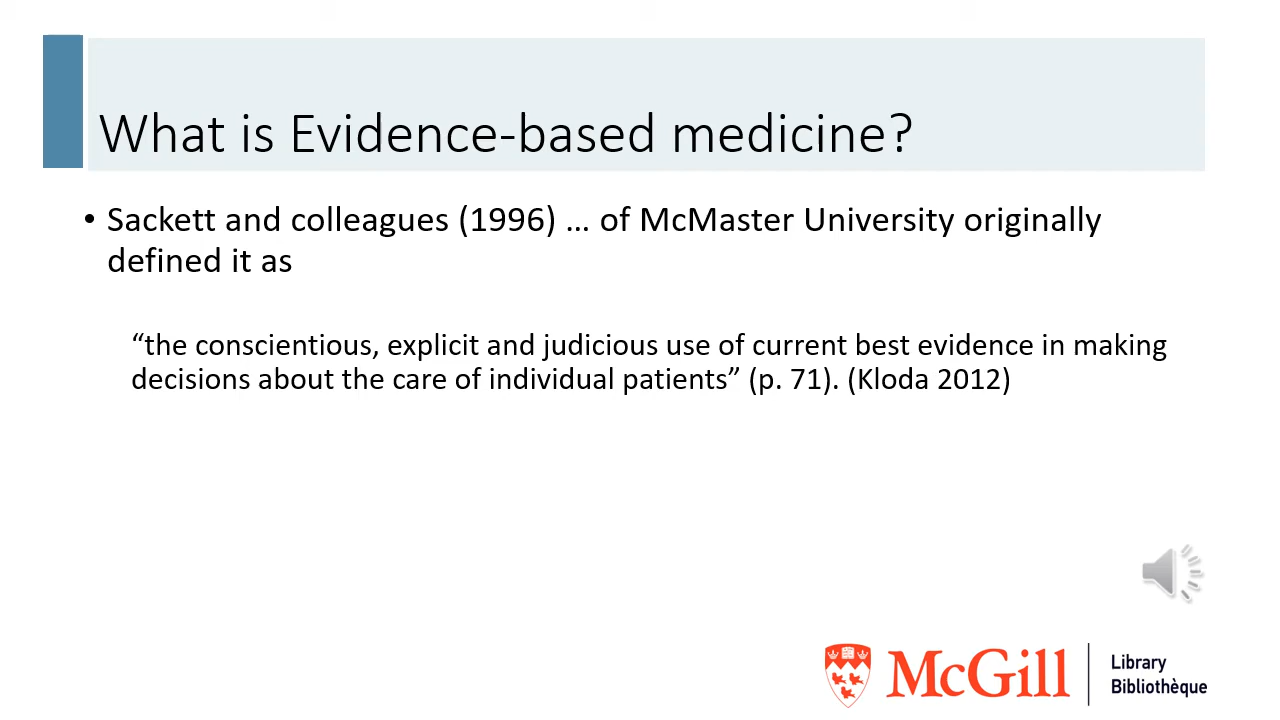 What is Evidence-based medicine?
• Sackett and colleagues (1996) … of McMaster University originally
defined it as
“the conscientious, explicit and judicious use of current best evidence in making
decisions about the care of individual patients” (p. 71). (Kloda 2012)
McGill
Library
Bibliothèque